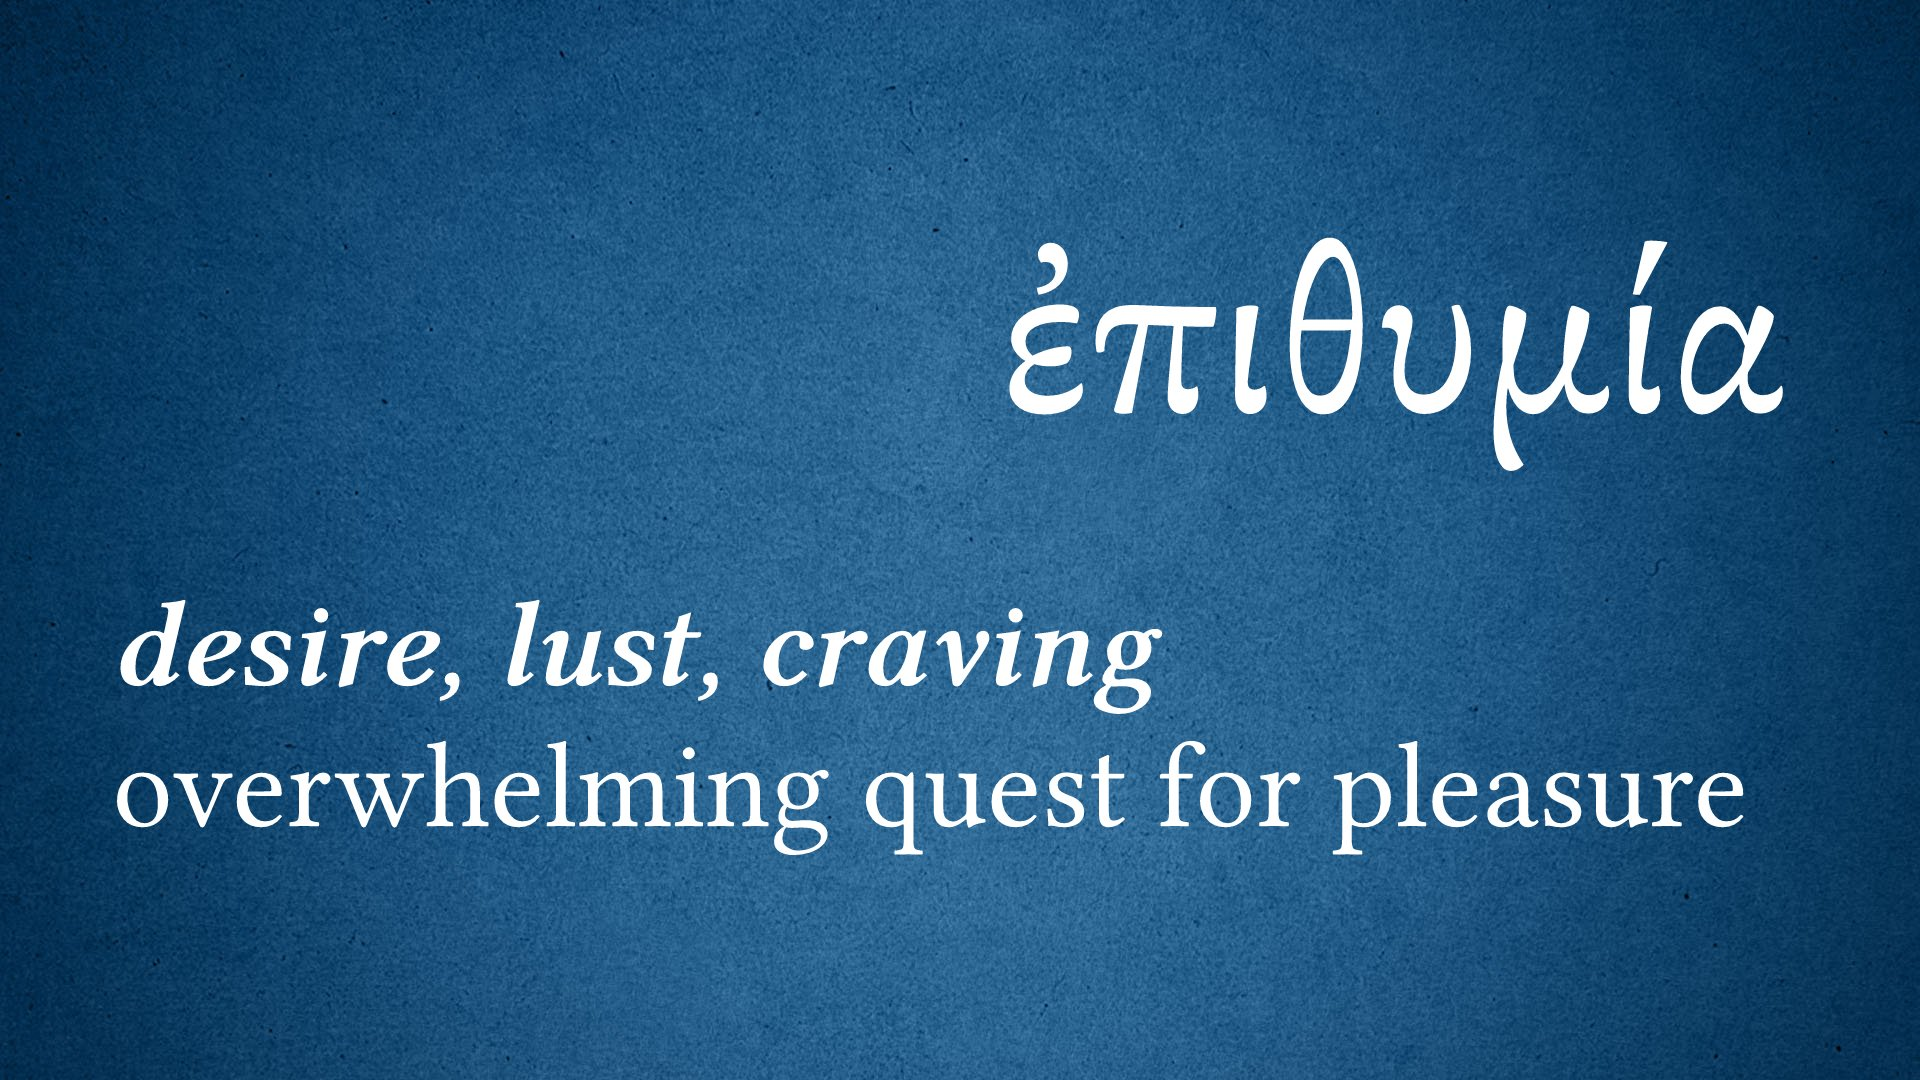 ἐπιθυμία
desire, lust, craving
overwhelming quest for pleasure